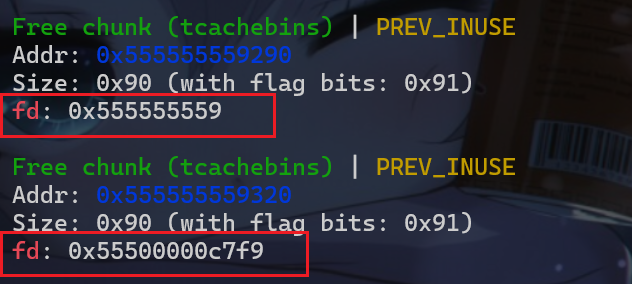 Free chunk (tcachebins) | PREV_INUSE
Addr: 0x555555559290
Size: 0x90 (with flag bits: 0x91)
fd: 0x555555559
Free chunk (tcachebins) | PREV_INUSE
Addr: 0x555555559320
Size: 0x90 (with flag bits: 0x91)
fd: 0x55500000c7f9